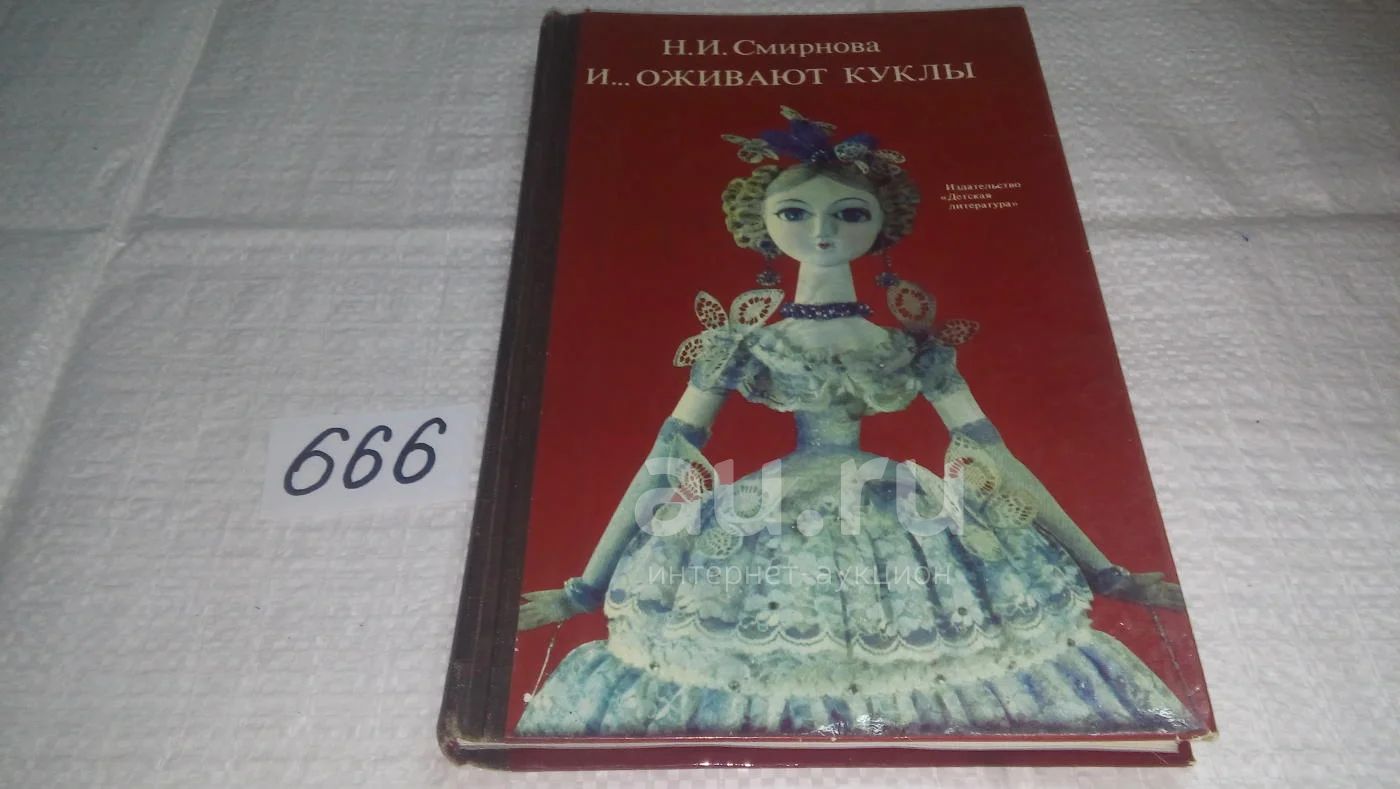 Н.И.Смирнова
И... ОЖИВАЮТ КУКЛЫ
Издательство
«Детская
литература»
666
au.ru
интернет-аукцион